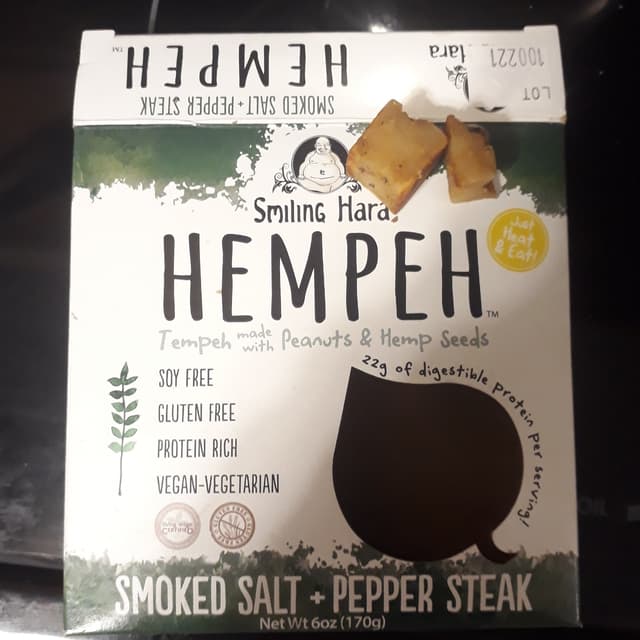 HEMPEH™
SMOKED SALT + PEPPER STEAK
Hara
LOT
100221
Smiling Hara
HEMPEH™
Just Heat & Eat!
Tempeh made with Peanuts & Hemp Seeds
22g of digestible protein per serving!
SOY FREE
GLUTEN FREE
PROTEIN RICH
VEGAN-VEGETARIAN
SMOKED SALT + PEPPER STEAK
Net Wt 6oz (170g)